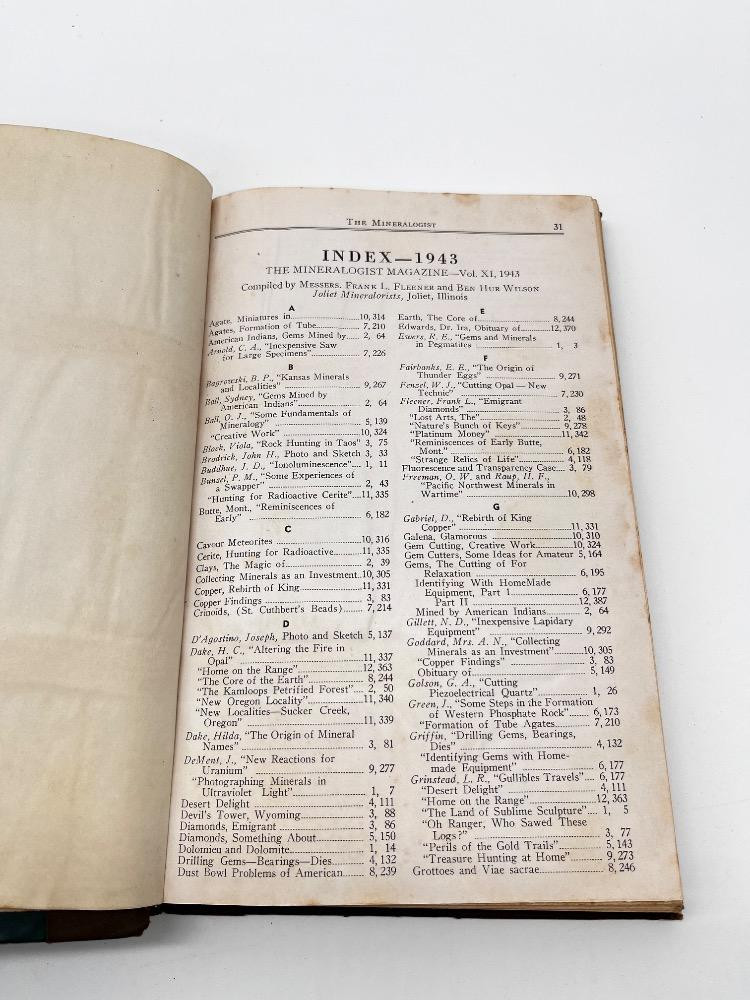 THE MINERALOGIST 31
INDEX—1943
THE MINERALOGIST MAGAZINE—Vol. XI, 1943
Compiled by MESSERS. FRANK L. FLEENER and BEN HUR WILSON
Joliet Mineralorists, Joliet, Illinois
A
Agate, Miniatures in........10, 314
Agates, Formation of Tube........ 7, 210
American Indians, Gems Mined by.... 2, 64
Arnold, C. A., "Inexpensive Saw
for Large Specimens"........ 7, 226
B
Bagrowski, B. P., "Kansas Minerals
and Localities" ........ 9, 267
Ball, Sydney, "Gems Mined by
American Indians"........ 2, 64
Ball, O. J., "Some Fundamentals of
Mineralogy" ........ 5, 139
"Creative Work" ........10, 324
Block, Viola, "Rock Hunting in Taos" 3, 75
Brodrick, John H., Photo and Sketch 3, 33
Buddhue, J. D., "Ionoluminescence".... 1, 11
Bunzel, P. M., "Some Experiences of
a Swapper" ........ 2, 43
"Hunting for Radioactive Cerite"....11, 335
Butte, Mont., "Reminiscences of
Early" ........ 6, 182
C
Cavour Meteorites ........10, 316
Cerite, Hunting for Radioactive........11, 335
Clays, The Magic of........ 2, 39
Collecting Minerals as an Investment..10, 305
Copper, Rebirth of King ........11, 331
Copper Findings ........ 3, 83
Crinoids, (St. Cuthbert's Beads)........ 7, 214
D
D'Agostino, Joseph, Photo and Sketch 5, 137
Dake, H. C., "Altering the Fire in
Opal" ........11, 337
"Home on the Range"........12, 363
"The Core of the Earth"........ 8, 244
"The Kamloops Petrified Forest".... 2, 50
"New Oregon Locality"........11, 340
"New Localities—Sucker Creek,
Oregon" ........11, 339
Dake, Hilda, "The Origin of Mineral
Names" ........ 3, 81
DeMent, J., "New Reactions for
Uranium" ........ 9, 277
"Photographing Minerals in
Ultraviolet Light"........ 1, 7
Desert Delight ........ 4, 111
Devil's Tower, Wyoming........ 3, 88
Diamonds, Emigrant ........ 3, 86
Diamonds, Something About........ 5, 150
Dolomieu and Dolomite........ 1, 14
Drilling Gems—Bearings—Dies........ 4, 132
Dust Bowl Problems of American........ 8, 239
E
Earth, The Core of........ 8, 244
Edwards, Dr. Ira, Obituary of........12, 370
Ewers, R. E., "Gems and Minerals
in Pegmatites ........ 1, 3
F
Fairbanks, E. E., "The Origin of
Thunder Eggs" ........ 9, 271
Fenzel, W. J., "Cutting Opal — New
Technic" ........ 7, 230
Fleener, Frank L., "Emigrant
Diamonds" ........ 3, 86
"Lost Arts, The"........ 2, 48
"Nature's Bunch of Keys"........ 9, 278
"Platinum Money" ........11, 342
"Reminiscences of Early Butte,
Mont." ........ 6, 182
"Strange Relics of Life"........ 4, 118
Fluorescence and Transparency Case.... 3, 79
Freeman, O. W. and Raup, H. F.,
"Pacific Northwest Minerals in
Wartime" ........10, 298
G
Gabriel, D., "Rebirth of King
Copper" ........11, 331
Galena, Glamorous ........10, 310
Gem Cutting, Creative Work........10, 324
Gem Cutters, Some Ideas for Amateur 5, 164
Gems, The Cutting of For
Relaxation ........ 6, 195
Identifying With HomeMade
Equipment, Part 1........ 6, 177
Part II ........12, 387
Mined by American Indians........ 2, 64
Gillett, N. D., "Inexpensive Lapidary
Equipment" ........ 9, 292
Goddard, Mrs. A. N., "Collecting
Minerals as an Investment"........10, 305
"Copper Findings" ........ 3, 83
Obituary of ........ 5, 149
Golson, G. A., "Cutting
Piezoelectrical Quartz"........ 1, 26
Green, J., "Some Steps in the Formation
of Western Phosphate Rock"........ 6, 173
"Formation of Tube Agates........ 7, 210
Griffin, "Drilling Gems, Bearings,
Dies" ........ 4, 132
"Identifying Gems with Home-
made Equipment" ........ 6, 177
Grinstead, L. R., "Gullibles Travels".... 6, 177
"Desert Delight" ........ 4, 111
"Home on the Range"........12, 363
"The Land of Sublime Sculpture".... 1, 5
"Oh Ranger, Who Sawed These
Logs?" ........ 3, 77
"Perils of the Gold Trails"........ 5, 143
"Treasure Hunting at Home"........ 9, 273
Grottoes and Viae sacrae........ 8, 246